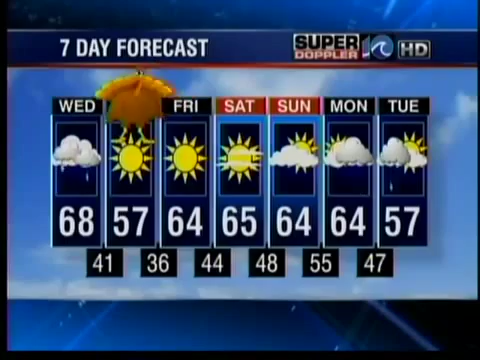 7 DAY FORECAST
SUPER
DOPPLER 10 HD
WED FRI SAT SUN MON TUE
68 57 64 65 64 64 57
41 36 44 48 55 47